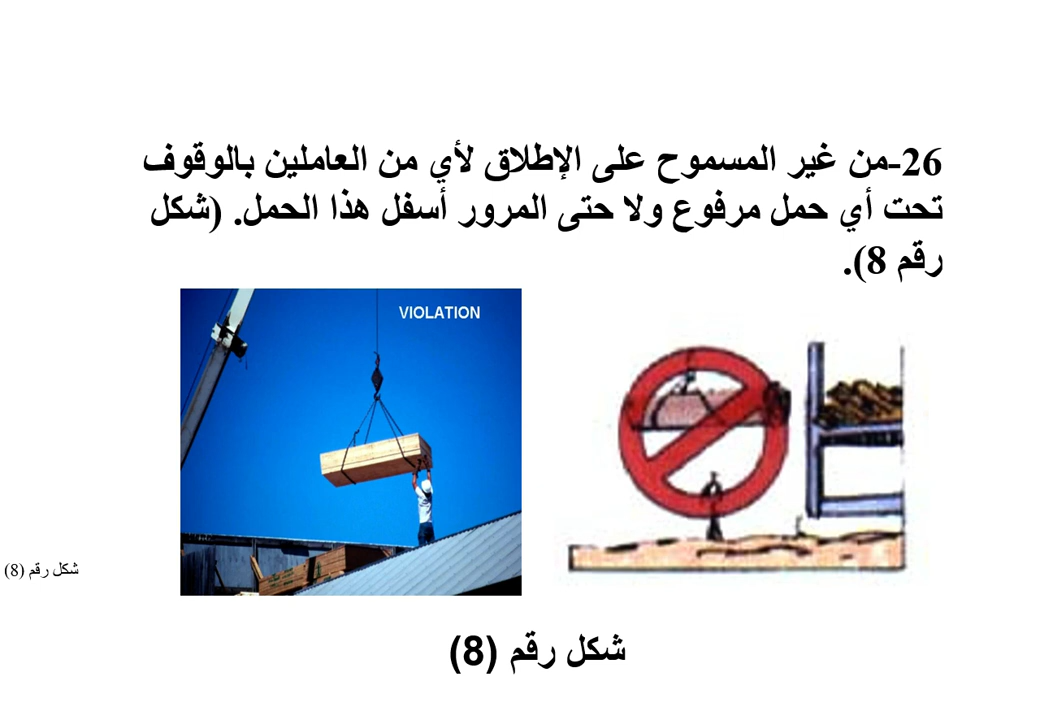 26-من غير المسموح على الإطلاق لأي من العاملين بالوقوف
تحت أي حمل مرفوع ولا حتى المرور أسفل هذا الحمل. (شكل
رقم 8).
VIOLATION
شكل رقم (8)
شكل رقم (8)